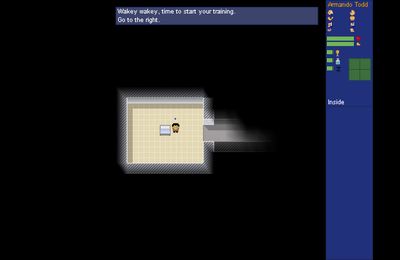 Wakey wakey, time to start your training.
Go to the right.
Armando Todd
Inside